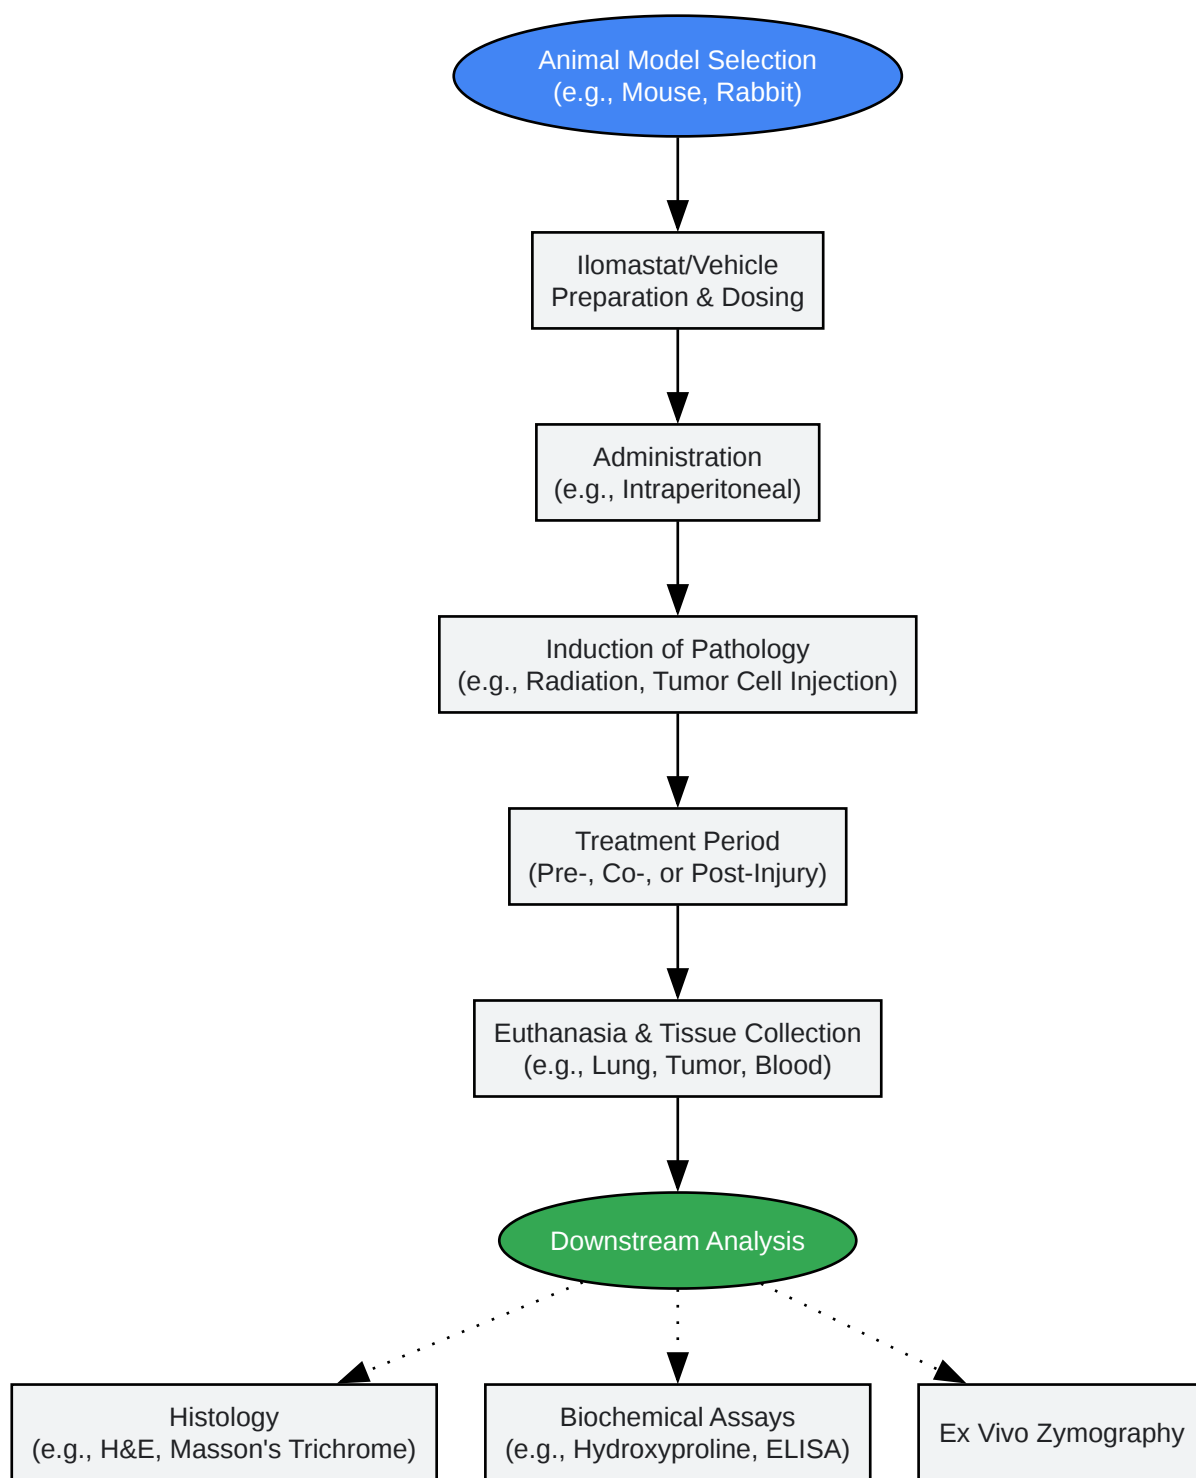 Animal Model Selection
(e.g., Mouse, Rabbit)
Ilomastat/Vehicle
Preparation & Dosing
Administration
(e.g., Intraperitoneal)
Induction of Pathology
(e.g., Radiation, Tumor Cell Injection)
Treatment Period
(Pre-, Co-, or Post-Injury)
Euthanasia & Tissue Collection
(e.g., Lung, Tumor, Blood)
Downstream Analysis
Histology
(e.g., H&E, Masson's Trichrome)
Biochemical Assays
(e.g., Hydroxyproline, ELISA)
Ex Vivo Zymography